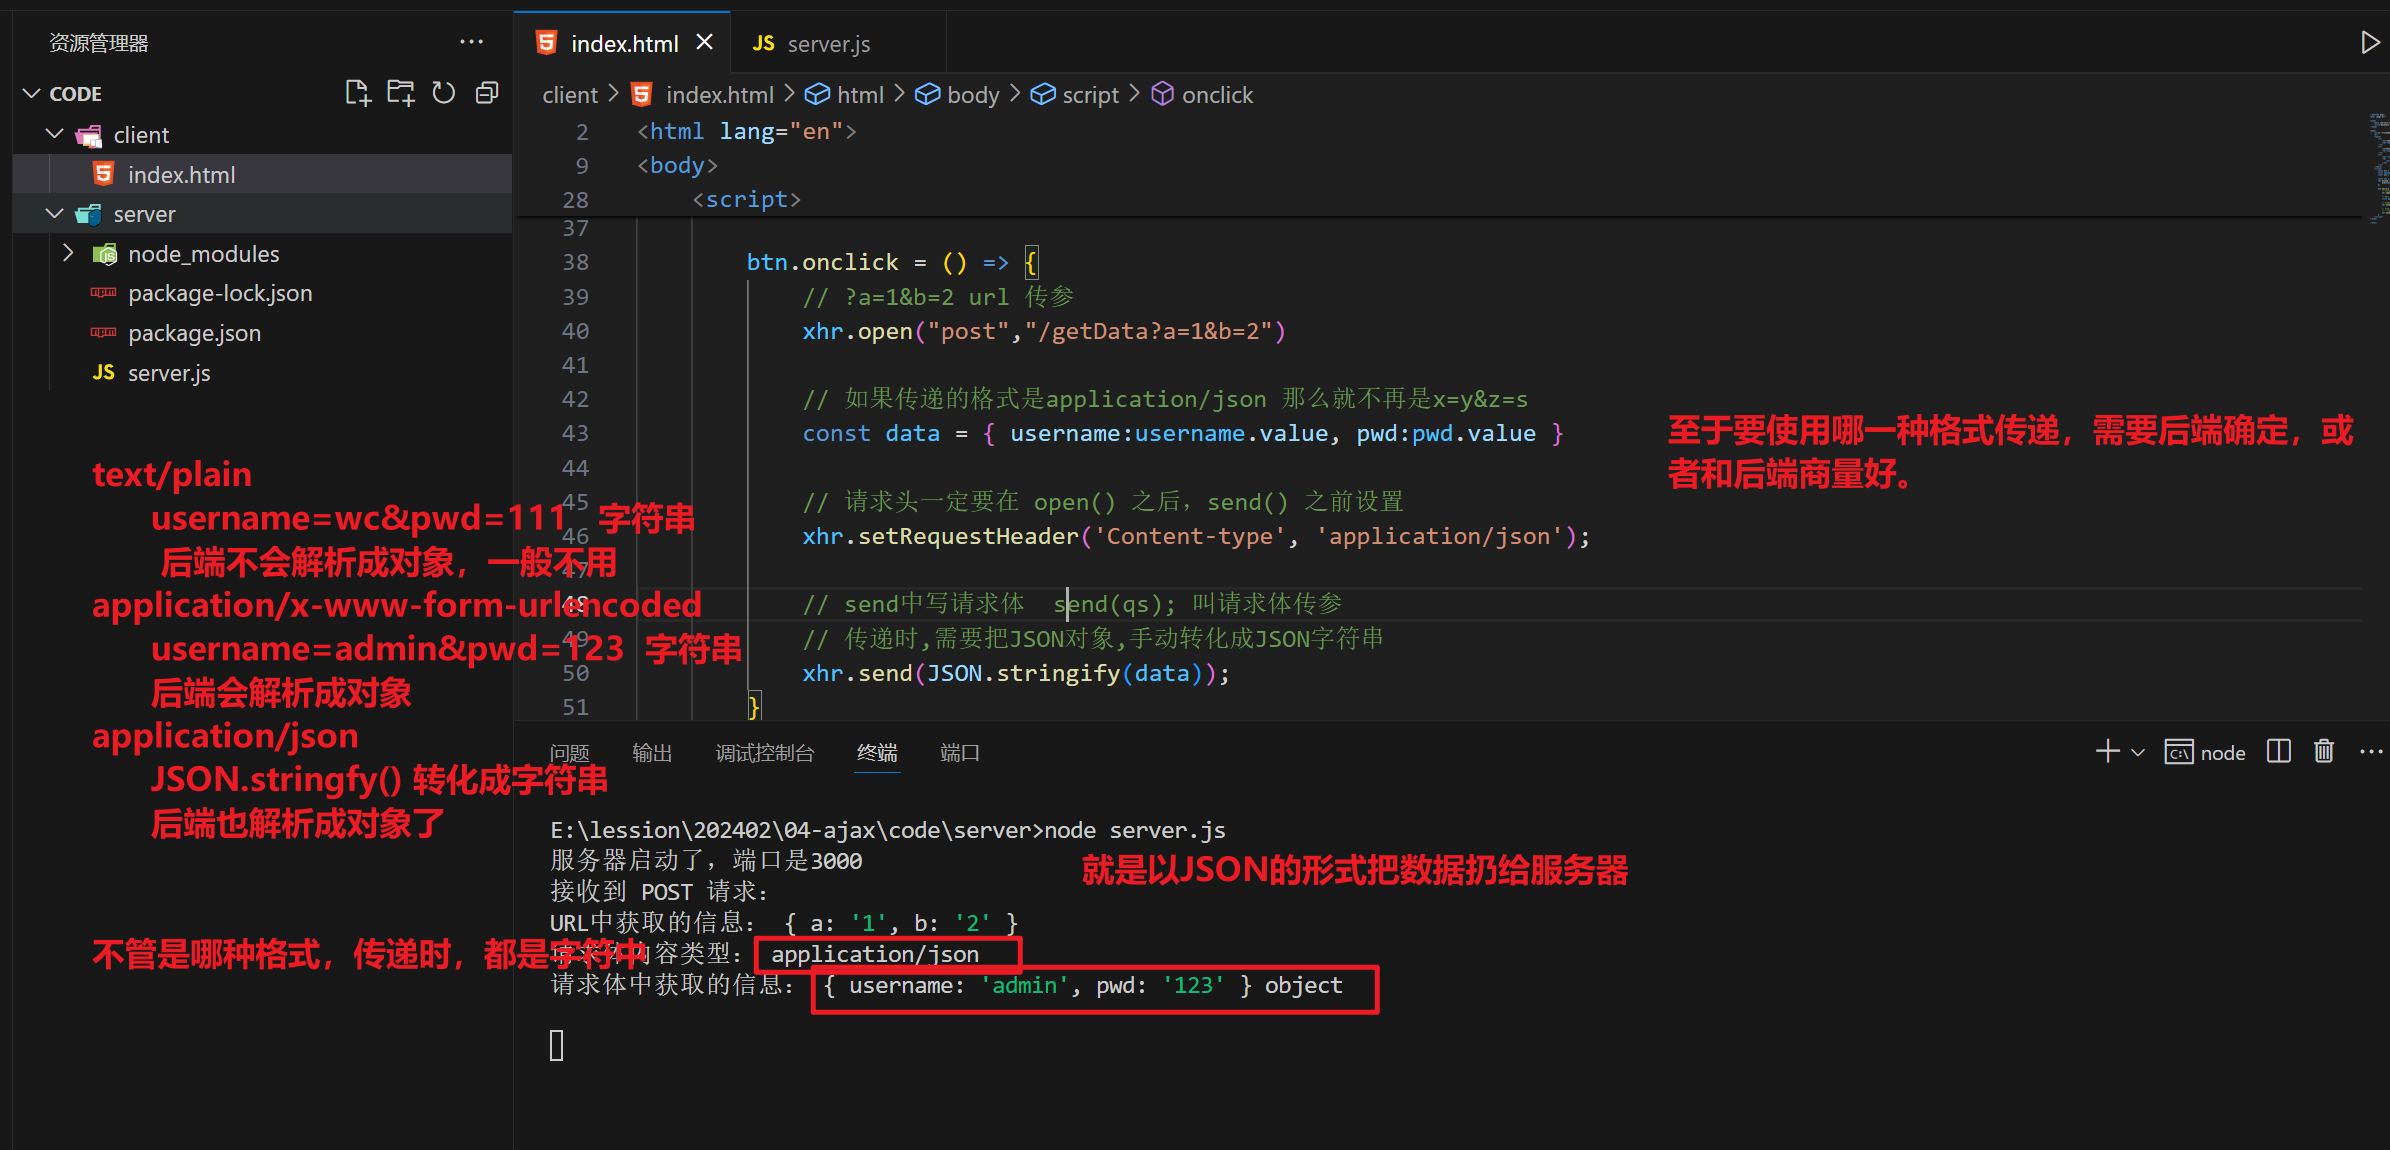 资源管理器
CODE
client
index.html
server
node_modules
package-lock.json
package.json
JS server.js
text/plain
username=wc&pwd=111 字符串
后端不会解析成对象，一般不用
application/x-www-form-urlencoded
username=admin&pwd=123 字符串
后端会解析成对象
application/json
JSON.stringfy() 转化成字符串
后端也解析成对象了
不管是哪种格式，传递时，都是字符中
index.html
JS server.js
client > index.html > html > body > script > onclick
2 <html lang="en">
9 <body>
28 <script>
37
38 btn.onclick = () => {
39 // ?a=1&b=2 url 传参
40 xhr.open("post","/getData?a=1&b=2")
41
42 // 如果传递的格式是application/json 那么就不再是x=y&z=s
43 const data = { username:username.value, pwd:pwd.value }
44
45 // 请求头一定要在 open() 之后，send() 之前设置
46 xhr.setRequestHeader('Content-type', 'application/json');
47
48 // send中写请求体  send(qs); 叫请求体传参
49 // 传递时,需要把JSON对象,手动转化成JSON字符串
50 xhr.send(JSON.stringify(data));
51 }
至于要使用哪一种格式传递，需要后端确定，或
者和后端商量好。
问题 输出 调试控制台 终端 端口
node
E:\lession\202402\04-ajax\code\server>node server.js
服务器启动了，端口是3000
接收到 POST 请求：
URL中获取的信息： { a: '1', b: '2' }
请求体内容类型： application/json
请求体中获取的信息： { username: 'admin', pwd: '123' } object
就是以JSON的形式把数据扔给服务器